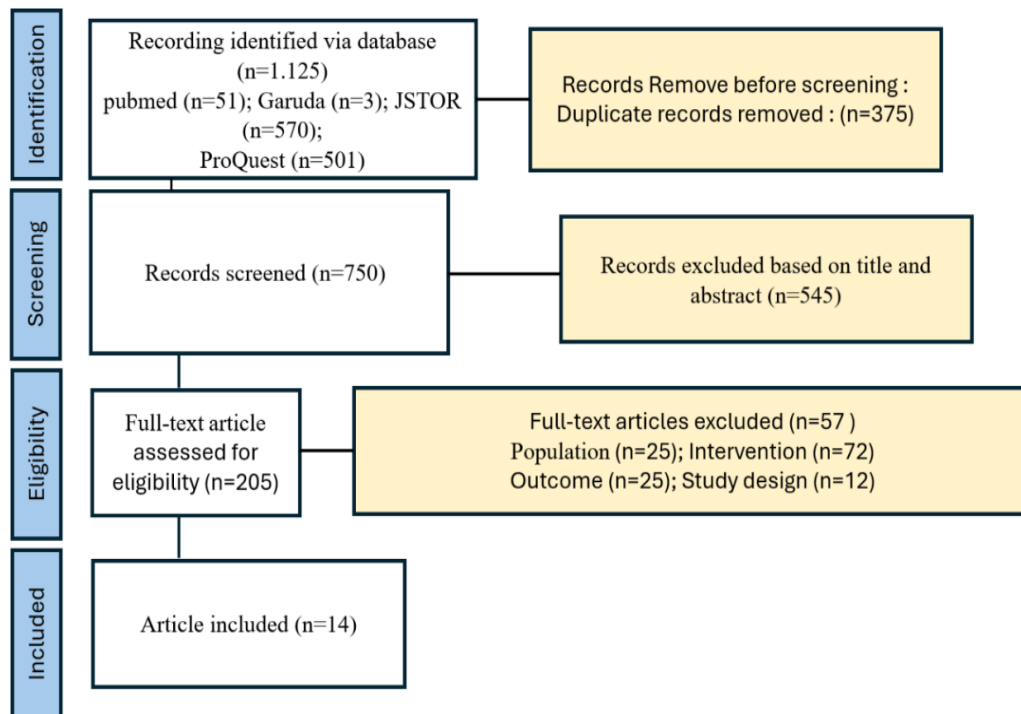 Identification
Recording identified via database
(n=1.125)
pubmed (n=51); Garuda (n=3); JSTOR
(n=570);
ProQuest (n=501)
Records Remove before screening :
Duplicate records removed : (n=375)
Screening
Records screened (n=750)
Records excluded based on title and
abstract (n=545)
Eligibility
Full-text article
assessed for
eligibility (n=205)
Full-text articles excluded (n=57 )
Population (n=25); Intervention (n=72)
Outcome (n=25); Study design (n=12)
Included
Article included (n=14)